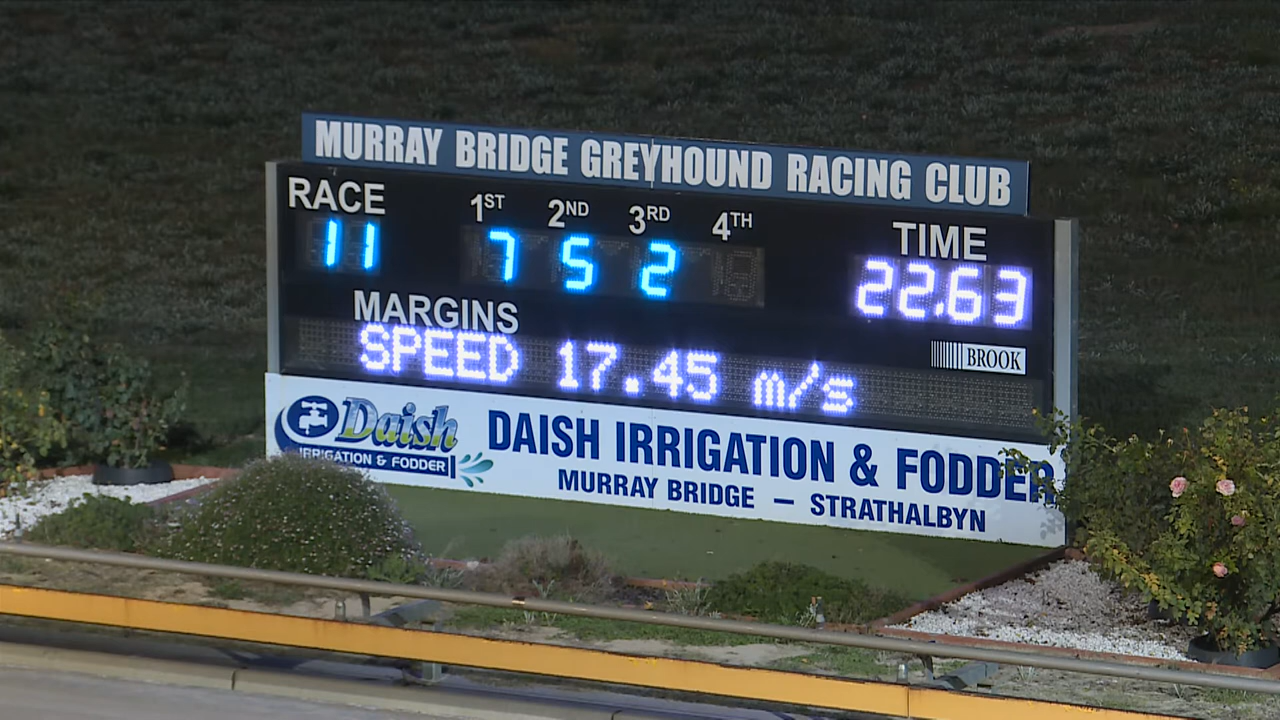 MURRAY BRIDGE GREYHOUND RACING CLUB
RACE 1ST 2ND 3RD 4TH TIME
11 7 5 2 22.63
MARGINS
BROOK
SPEED 17.45 m/s
Daish
IRRIGATION & FODDER
DAISH IRRIGATION & FODDER
MURRAY BRIDGE — STRATHALBYN